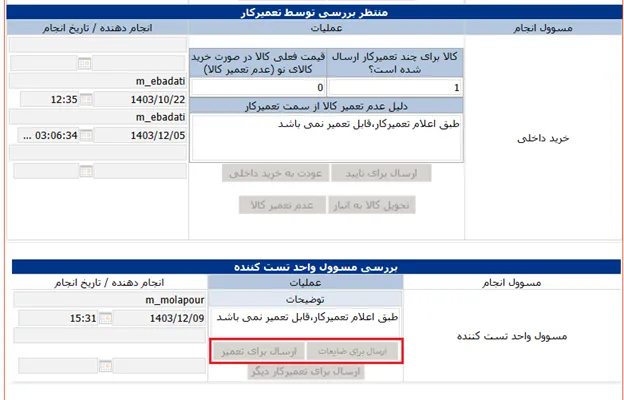 منتظر بررسی توسط تعمیرکار
مسوول انجام
عملیات
انجام دهنده / تاریخ انجام
خرید داخلی
کالا برای چند تعمیرکار ارسال شده است؟
قیمت فعلی کالا در صورت خرید کالای نو (عدم تعمیر کالا)
1
0
دلیل عدم تعمیر کالا از سمت تعمیرکار
طبق اعلام تعمیرکار،قابل تعمیر نمی باشد
ارسال برای تایید
عودت به خرید داخلی
تحویل کالا به انبار
عدم تعمیر کالا
m_ebadati
1403/10/22
12:35
m_ebadati
1403/12/05
03:06:34 ...
بررسی مسوول واحد تست کننده
مسوول انجام
عملیات
انجام دهنده / تاریخ انجام
مسوول واحد تست کننده
توضیحات
طبق اعلام تعمیرکار،قابل تعمیر نمی باشد
ارسال برای ضایعات
ارسال برای تعمیر
ارسال برای تعمیرکار دیگر
m_molapour
1403/12/09
15:31